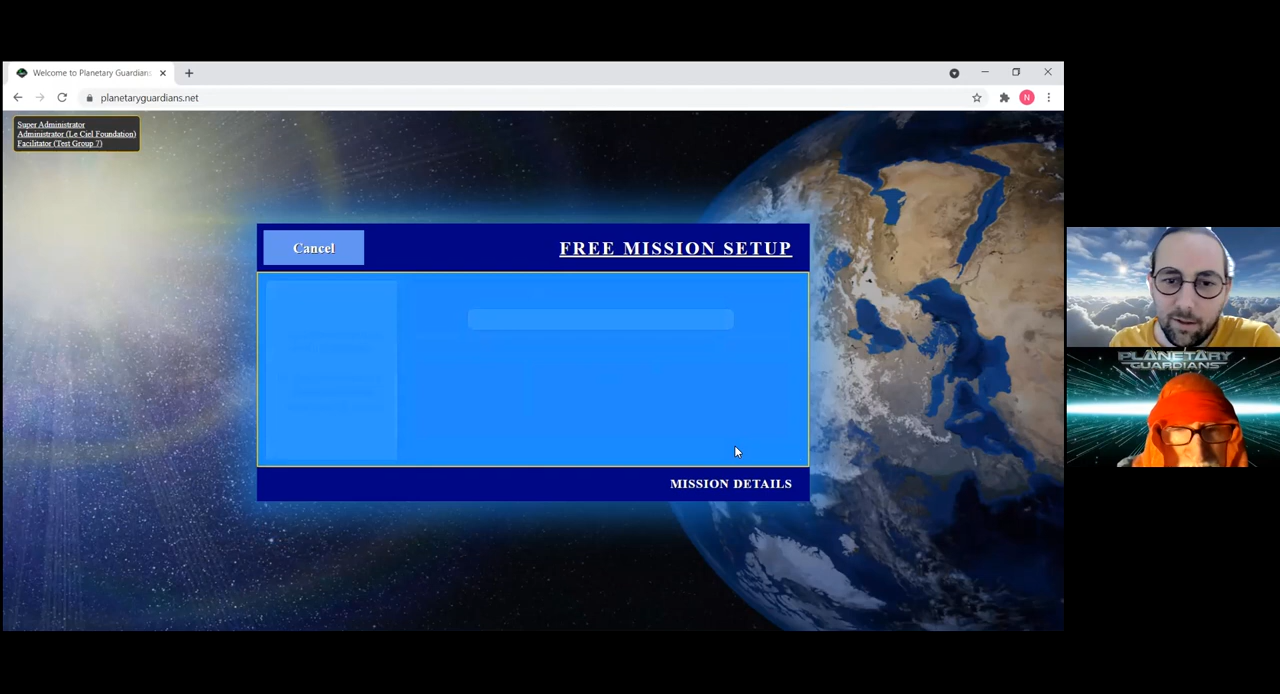 Welcome to Planetary Guardians
planetaryguardians.net
N
Super Administrator
Administrator (Le Ciel Foundation)
Facilitator (Test Group 7)
Cancel
FREE MISSION SETUP
MISSION DETAILS
PLANETARY
GUARDIANS